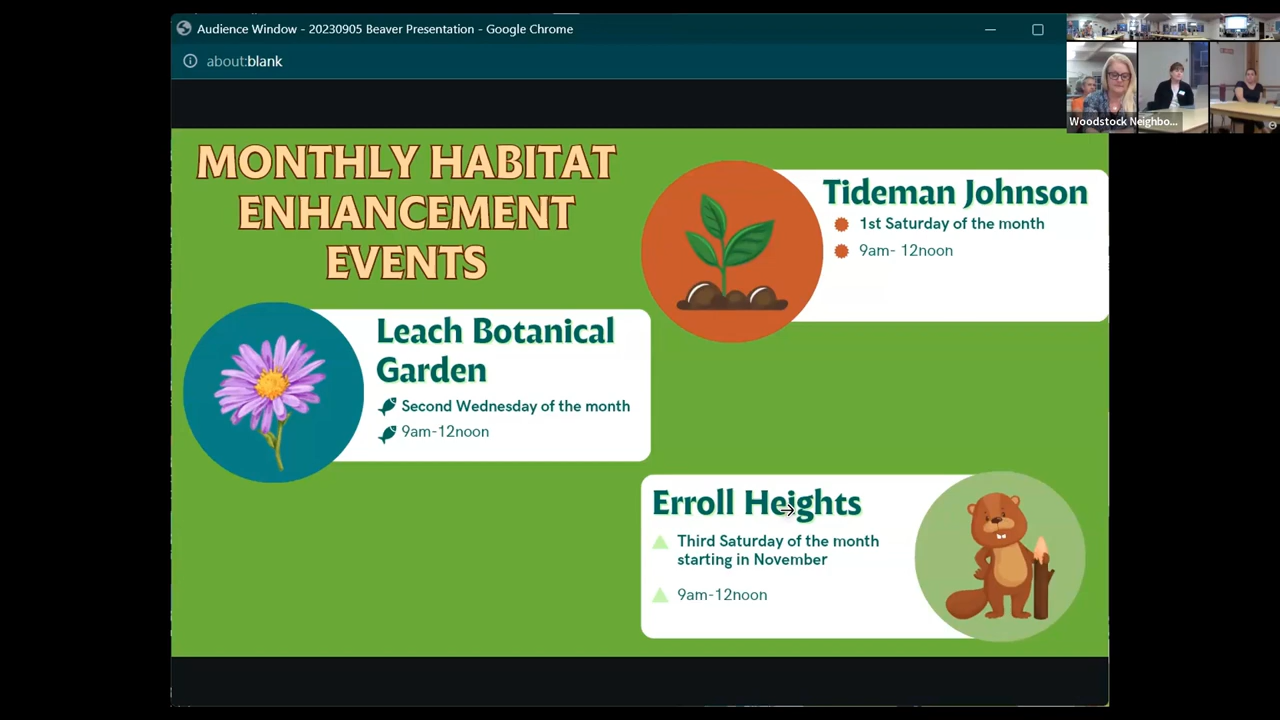 Audience Window - 20230905 Beaver Presentation - Google Chrome
about:blank
Woodstock Neighbo...
MONTHLY HABITAT
ENHANCEMENT
EVENTS
Tideman Johnson
1st Saturday of the month
9am- 12noon
Leach Botanical
Garden
Second Wednesday of the month
9am-12noon
Erroll Heights
Third Saturday of the month
starting in November
9am-12noon